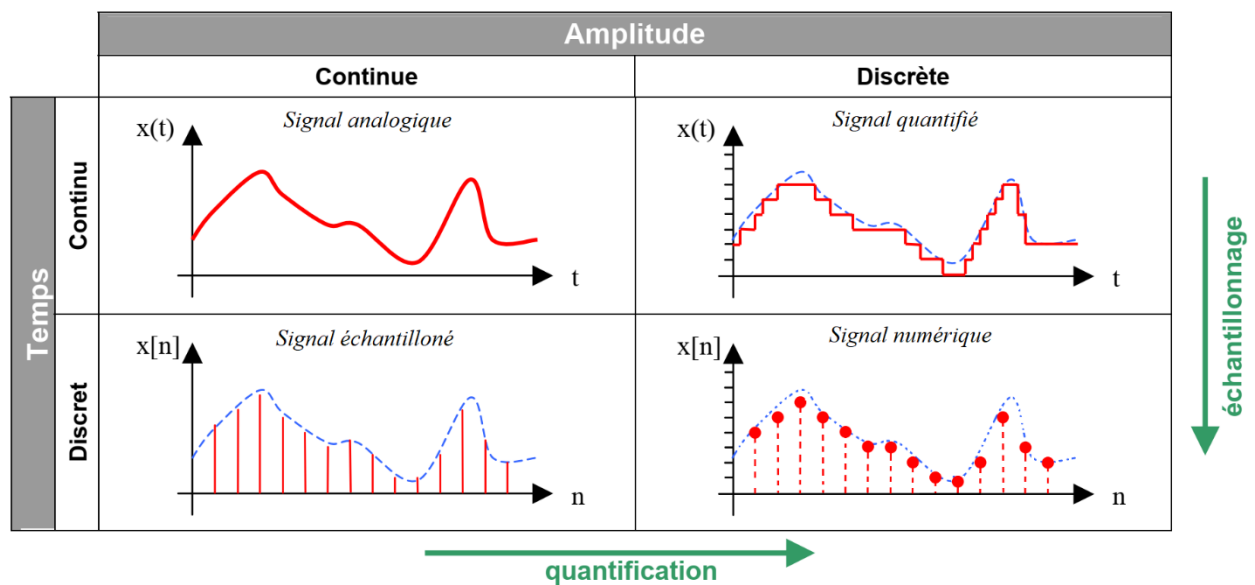 Amplitude
Continue
Discrète
Temps
Continu
x(t)
Signal analogique
t
x(t)
Signal quantifié
t
Discret
x[n]
Signal échantilloné
n
x[n]
Signal numérique
n
échantillonnage
quantification